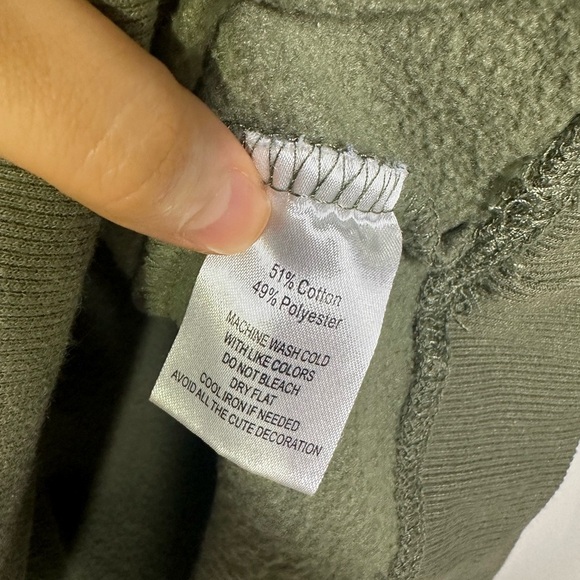 51% Cotton
49% Polyester
MACHINE WASH COLD
WITH LIKE COLORS
DO NOT BLEACH
DRY FLAT
COOL IRON IF NEEDED
AVOID ALL THE CUTE DECORATION